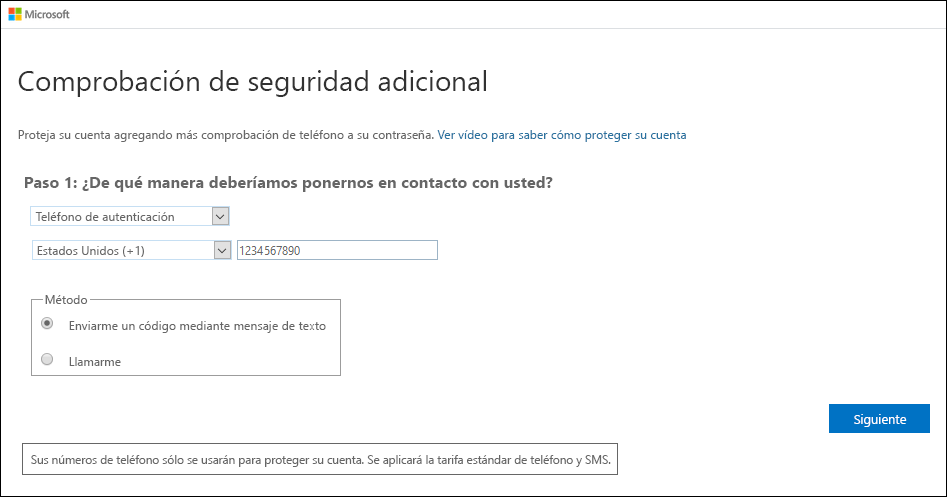 Microsoft
Comprobación de seguridad adicional
Proteja su cuenta agregando más comprobación de teléfono a su contraseña. Ver vídeo para saber cómo proteger su cuenta
Paso 1: ¿De qué manera deberíamos ponernos en contacto con usted?
Teléfono de autenticación
Estados Unidos (+1) 1234567890
Método
Enviarme un código mediante mensaje de texto
Llamarme
Siguiente
Sus números de teléfono sólo se usarán para proteger su cuenta. Se aplicará la tarifa estándar de teléfono y SMS.